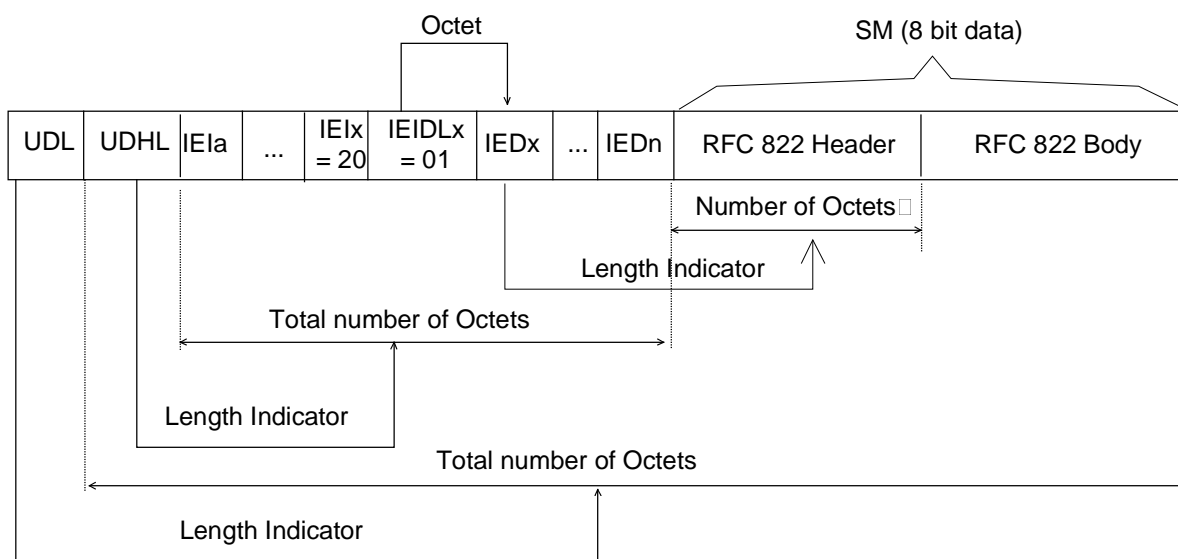 Octet
SM (8 bit data)
UDL UDHL IEIa ... IEIx = 20 IEIDLx = 01 IEDx ... IEDn RFC 822 Header RFC 822 Body
Number of Octets
Length Indicator
Total number of Octets
Length Indicator
Total number of Octets
Length Indicator